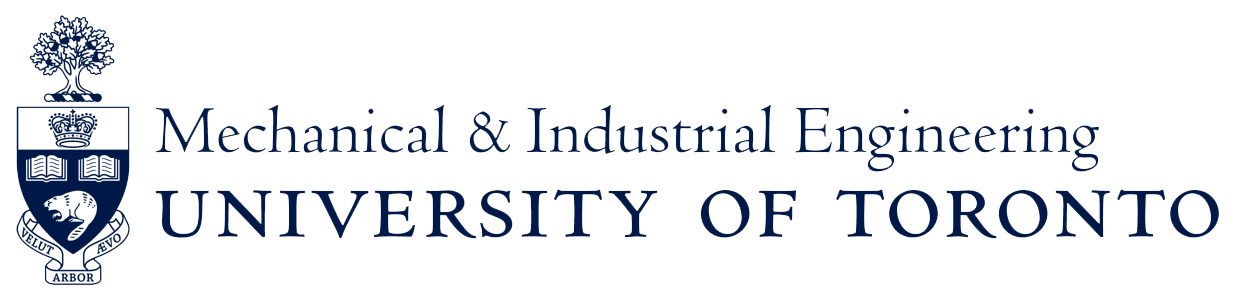 Mechanical & Industrial Engineering
UNIVERSITY OF TORONTO
VELUT ARBOR ÆVO